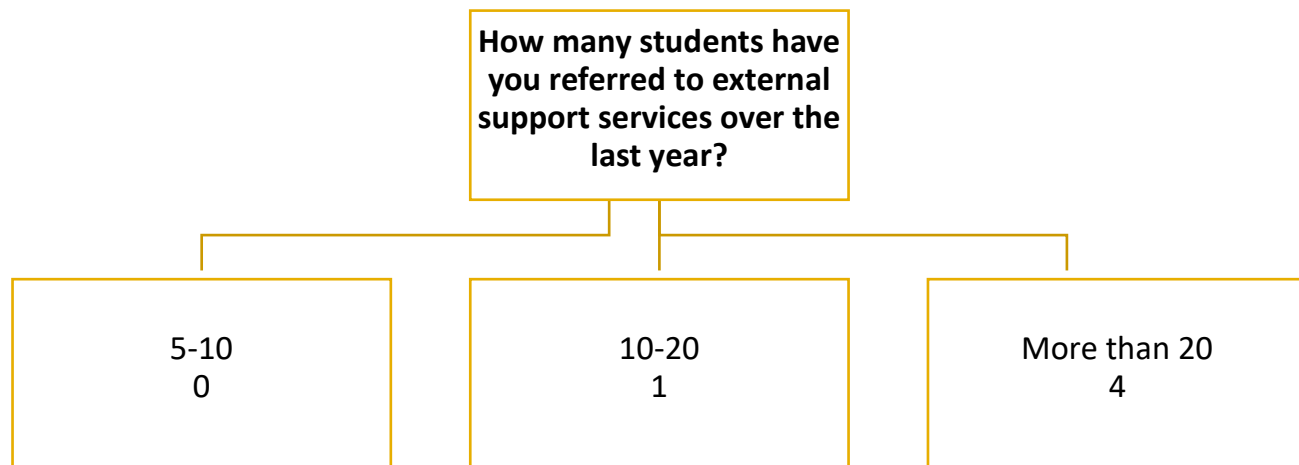 How many students have
you referred to external
support services over the
last year?
5-10
0
10-20
1
More than 20
4